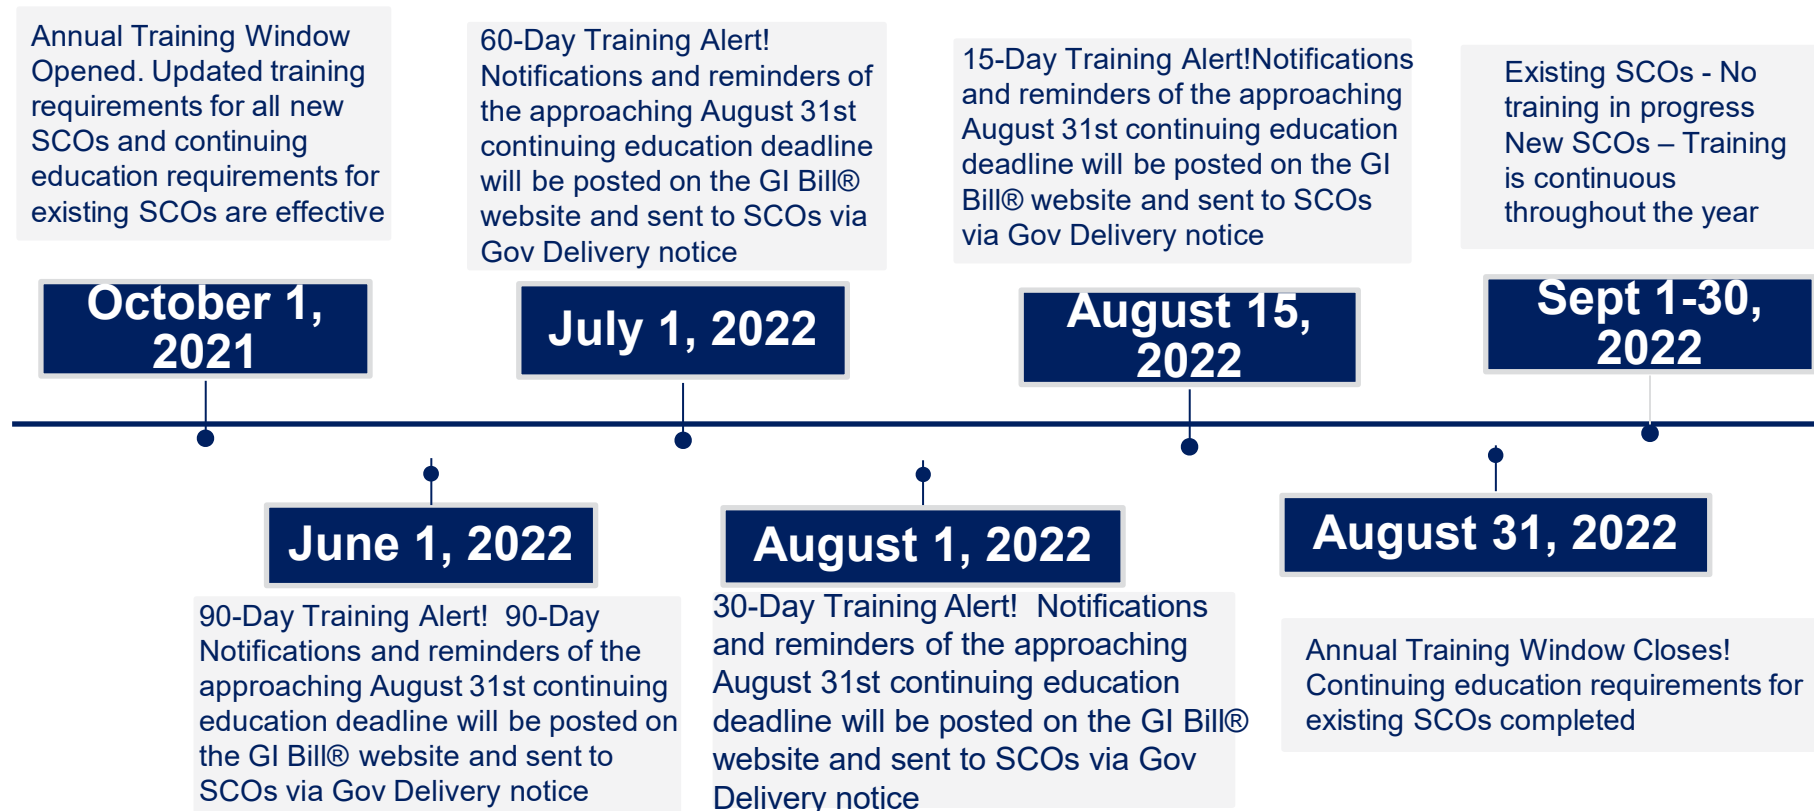 Annual Training Window
Opened. Updated training
requirements for all new
SCOs and continuing
education requirements for
existing SCOs are effective
October 1,
2021
90-Day Training Alert!  90-Day
Notifications and reminders of the
approaching August 31st continuing
education deadline will be posted on
the GI Bill® website and sent to
SCOs via Gov Delivery notice
June 1, 2022
60-Day Training Alert!
Notifications and reminders of
the approaching August 31st
continuing education deadline
will be posted on the GI Bill®
website and sent to SCOs via
Gov Delivery notice
July 1, 2022
August 1, 2022
30-Day Training Alert!  Notifications
and reminders of the approaching
August 31st continuing education
deadline will be posted on the GI Bill®
website and sent to SCOs via Gov
Delivery notice
15-Day Training Alert!Notifications
and reminders of the approaching
August 31st continuing education
deadline will be posted on the GI
Bill® website and sent to SCOs
via Gov Delivery notice
August 15,
2022
August 31, 2022
Annual Training Window Closes!
Continuing education requirements for
existing SCOs completed
Existing SCOs - No
training in progress
New SCOs – Training
is continuous
throughout the year
Sept 1-30,
2022